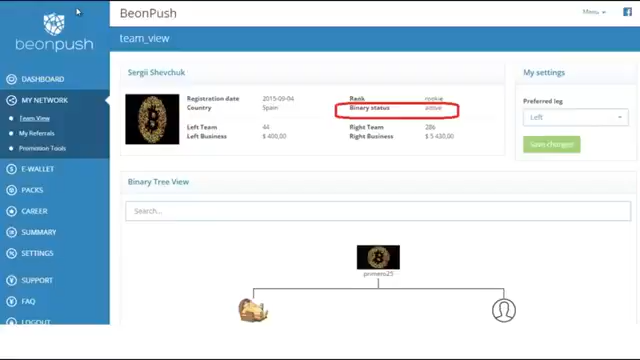 BeonPush
Menu
beonpush
team_view
DASHBOARD
MY NETWORK
Team View
My Referrals
Promotion Tools
E-WALLET
PACKS
CAREER
SUMMARY
SETTINGS
SUPPORT
FAQ
LOGOUT
Sergii Shevchuk
Registration date 2015-09-04 Rank rookie
Country Spain Binary status active
Left Team 44 Right Team 286
Left Business $ 400,00 Right Business $ 5 430,00
My settings
Preferred leg
Left
Save changes
Binary Tree View
Search...
primero25